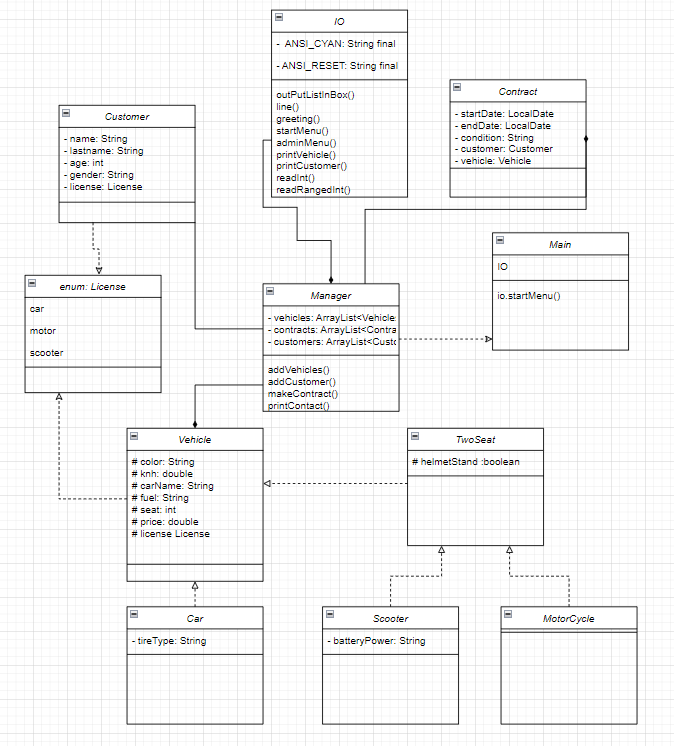 IO
- ANSI_CYAN: String final
- ANSI_RESET: String final
outPutListInBox()
line()
greeting()
startMenu()
adminMenu()
printVehicle()
printCustomer()
readInt()
readRangedInt()
Contract
- startDate: LocalDate
- endDate: LocalDate
- condition: String
- customer: Customer
- vehicle: Vehicle
Customer
- name: String
- lastname: String
- age: int
- gender: String
- license: License
Main
IO
io.startMenu()
enum: License
car
motor
scooter
Manager
- vehicles: ArrayList<Vehicle
- contracts: ArrayList<Contra
- customers: ArrayList<Custo
addVehicles()
addCustomer()
makeContract()
printContact()
Vehicle
# color: String
# knh: double
# carName: String
# fuel: String
# seat: int
# price: double
# license License
TwoSeat
# helmetStand :boolean
Car
- tireType: String
Scooter
- batteryPower: String
MotorCycle